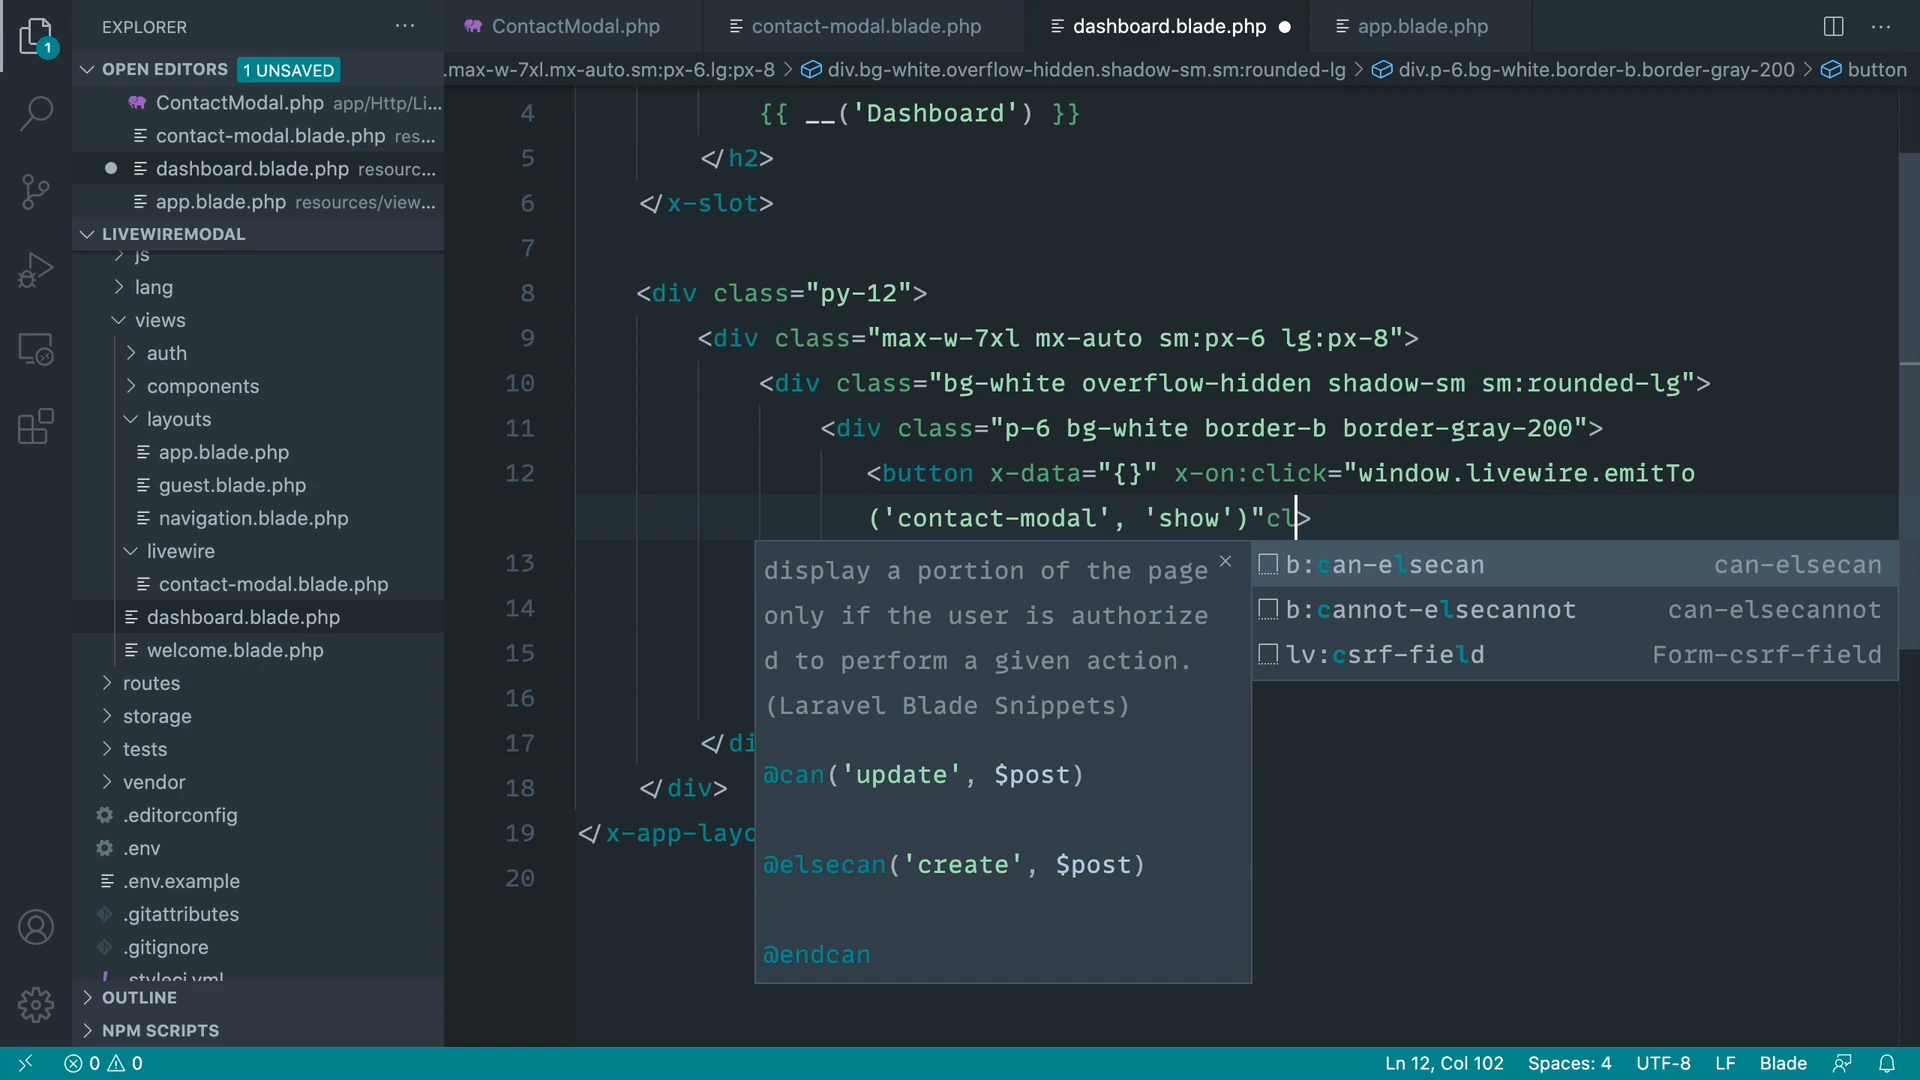 EXPLORER
OPEN EDITORS 1 UNSAVED
ContactModal.php app/Http/Li...
contact-modal.blade.php res...
dashboard.blade.php resourc...
app.blade.php resources/view...
LIVEWIREMODAL
js
lang
views
auth
components
layouts
app.blade.php
guest.blade.php
navigation.blade.php
livewire
contact-modal.blade.php
dashboard.blade.php
welcome.blade.php
routes
storage
tests
vendor
.editorconfig
.env
.env.example
.gitattributes
.gitignore
.styleci.yml
OUTLINE
NPM SCRIPTS
1
ContactModal.php contact-modal.blade.php dashboard.blade.php app.blade.php
.max-w-7xl.mx-auto.sm:px-6.lg:px-8 > div.bg-white.overflow-hidden.shadow-sm.sm:rounded-lg > div.p-6.bg-white.border-b.border-gray-200 > button
4 {{ __('Dashboard') }}
5 </h2>
6 </x-slot>
7
8 <div class="py-12">
9 <div class="max-w-7xl mx-auto sm:px-6 lg:px-8">
10 <div class="bg-white overflow-hidden shadow-sm sm:rounded-lg">
11 <div class="p-6 bg-white border-b border-gray-200">
12 <button x-data="{}" x-on:click="window.livewire.emitTo
('contact-modal', 'show')"cl>
13
14
15
16
17 </di
18 </div>
19 </x-app-layo
20
display a portion of the page
only if the user is authorize
d to perform a given action.
(Laravel Blade Snippets)
@can('update', $post)
@elsecan('create', $post)
@endcan
b:can-elsecan can-elsecan
b:cannot-elsecannot can-elsecannot
lv:csrf-field Form-csrf-field
0 0 Ln 12, Col 102 Spaces: 4 UTF-8 LF Blade